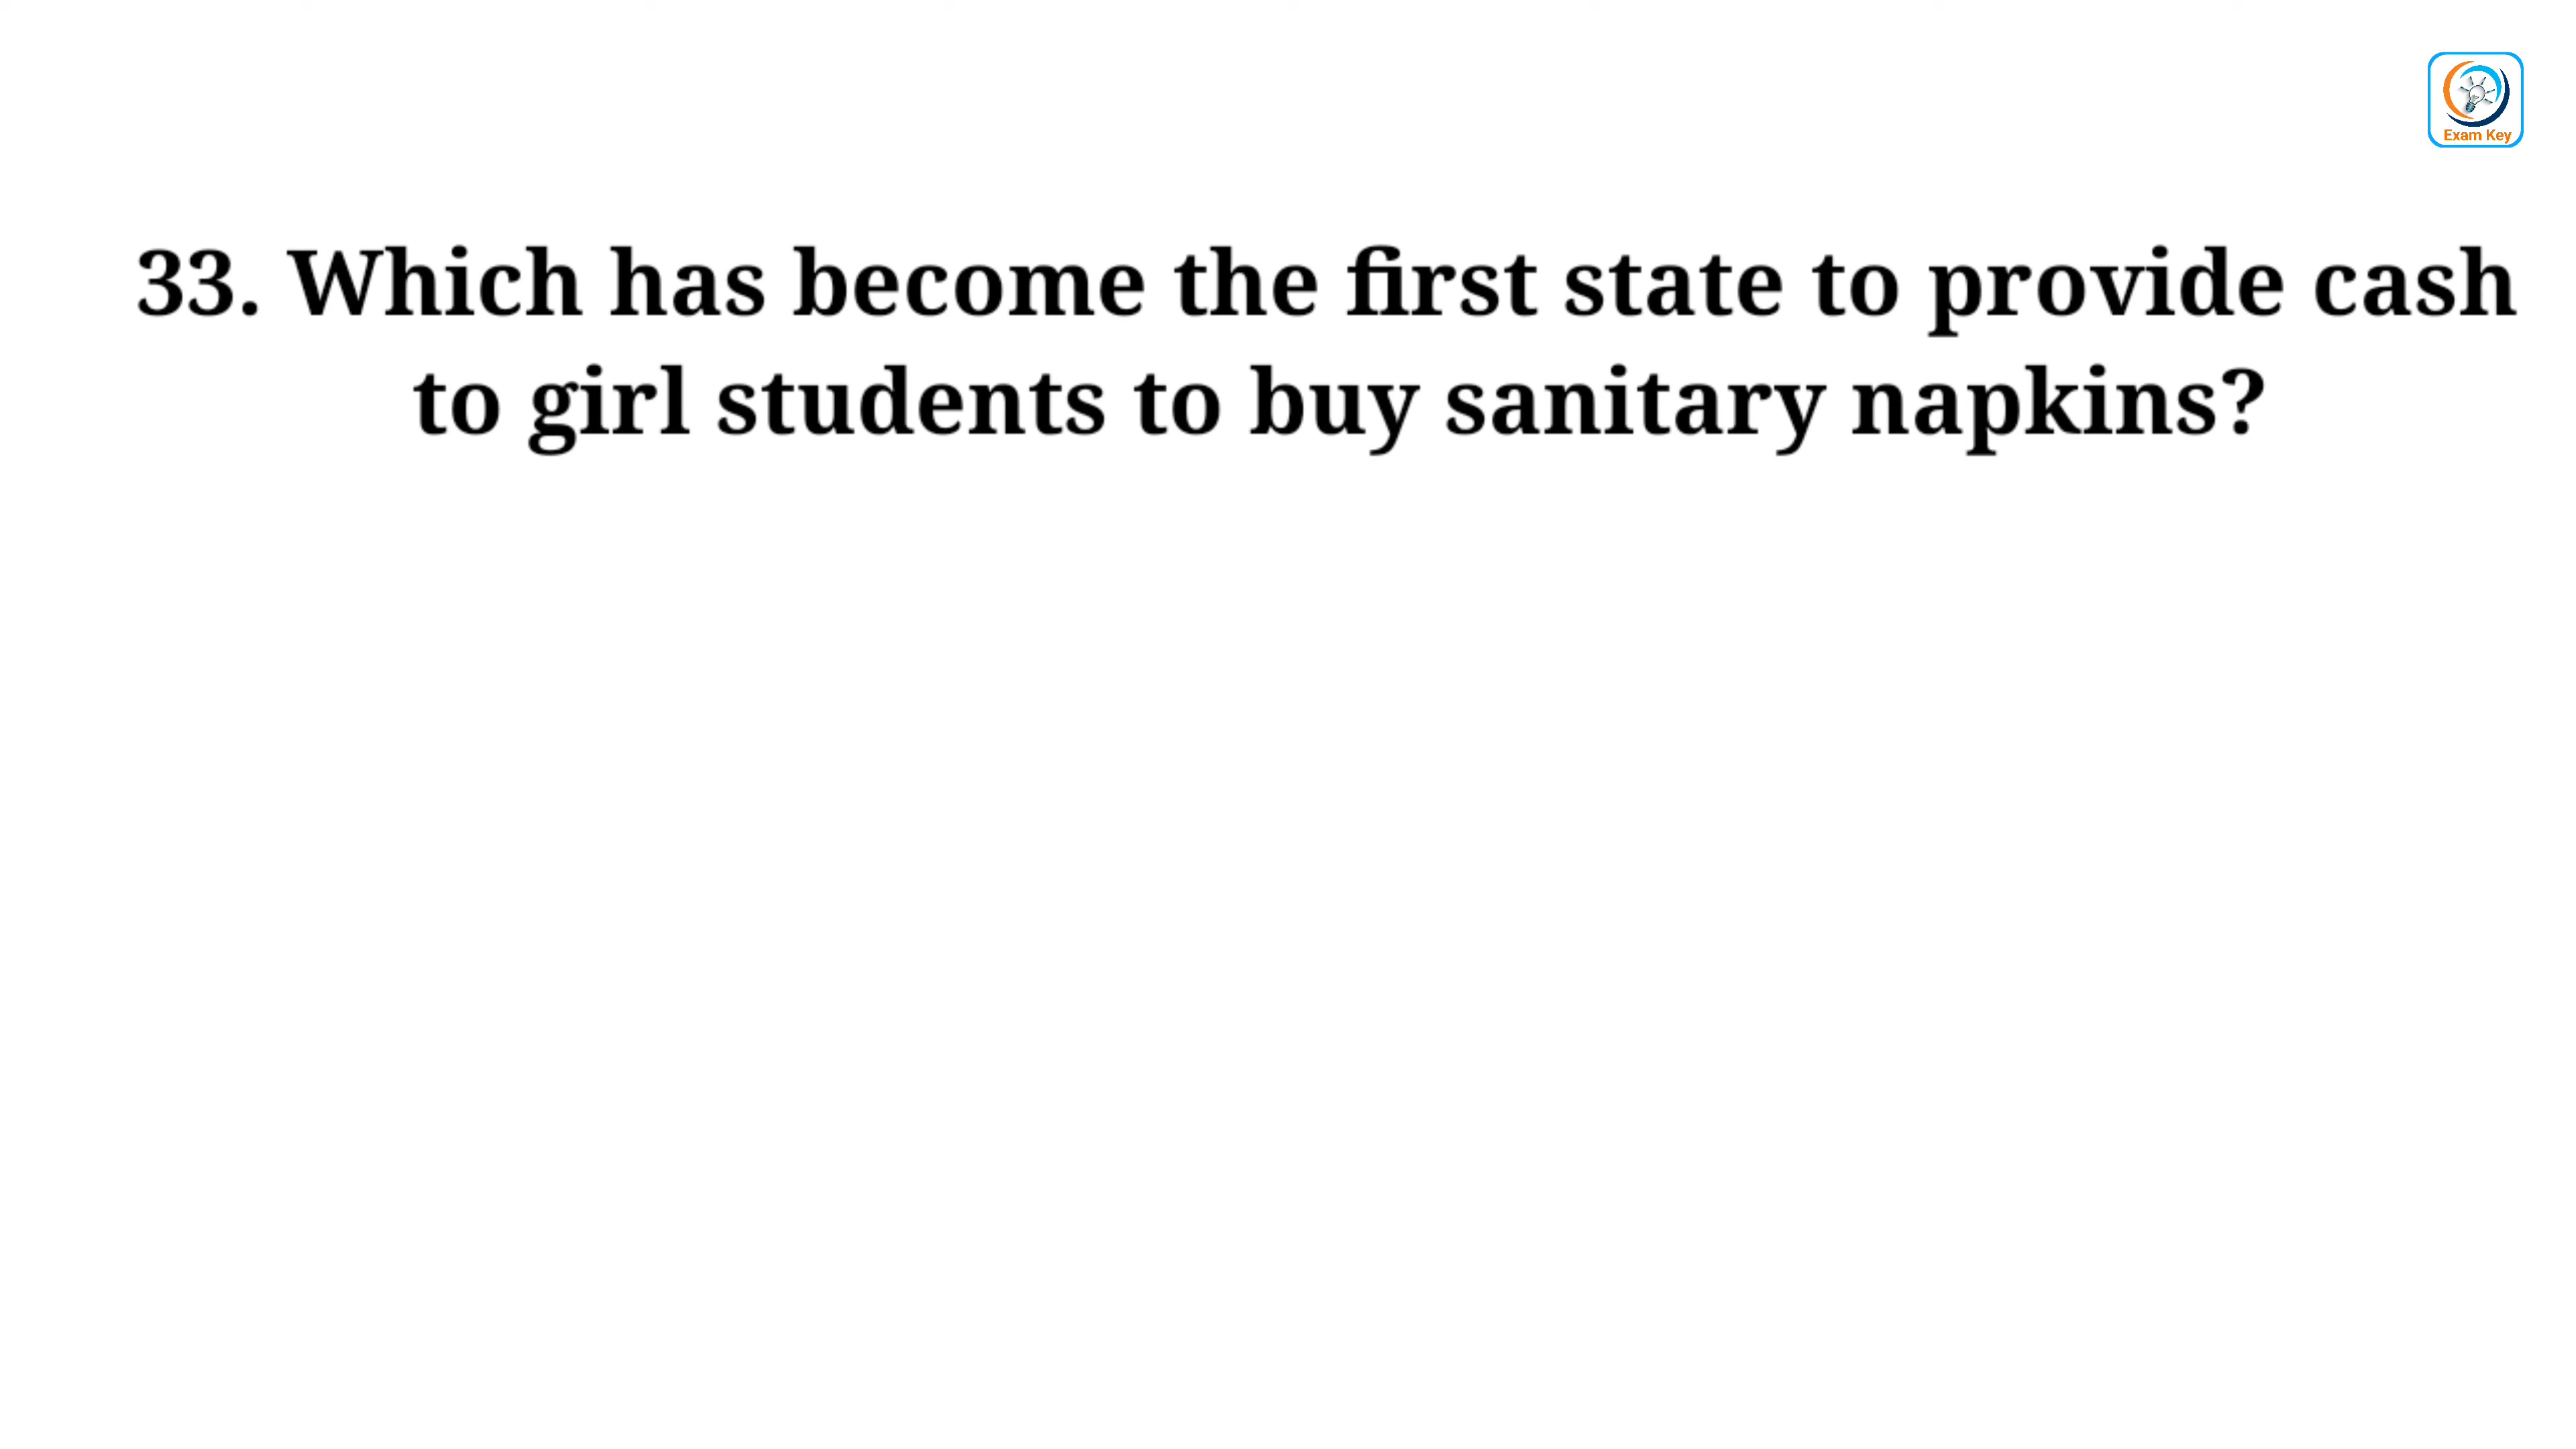 Exam Key
33. Which has become the first state to provide cash
to girl students to buy sanitary napkins?